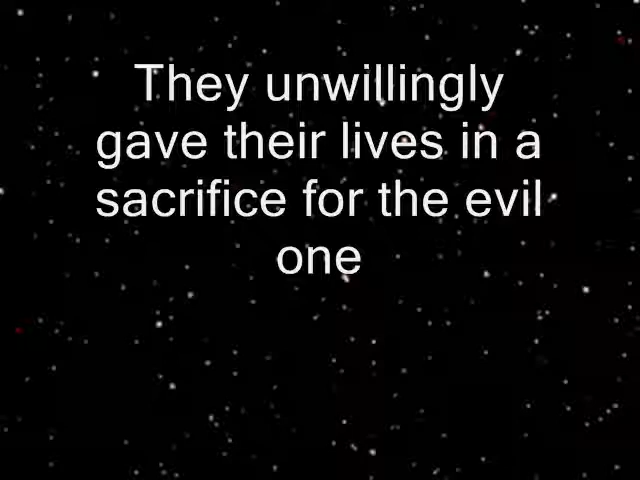 They unwillingly
gave their lives in a
sacrifice for the evil
one